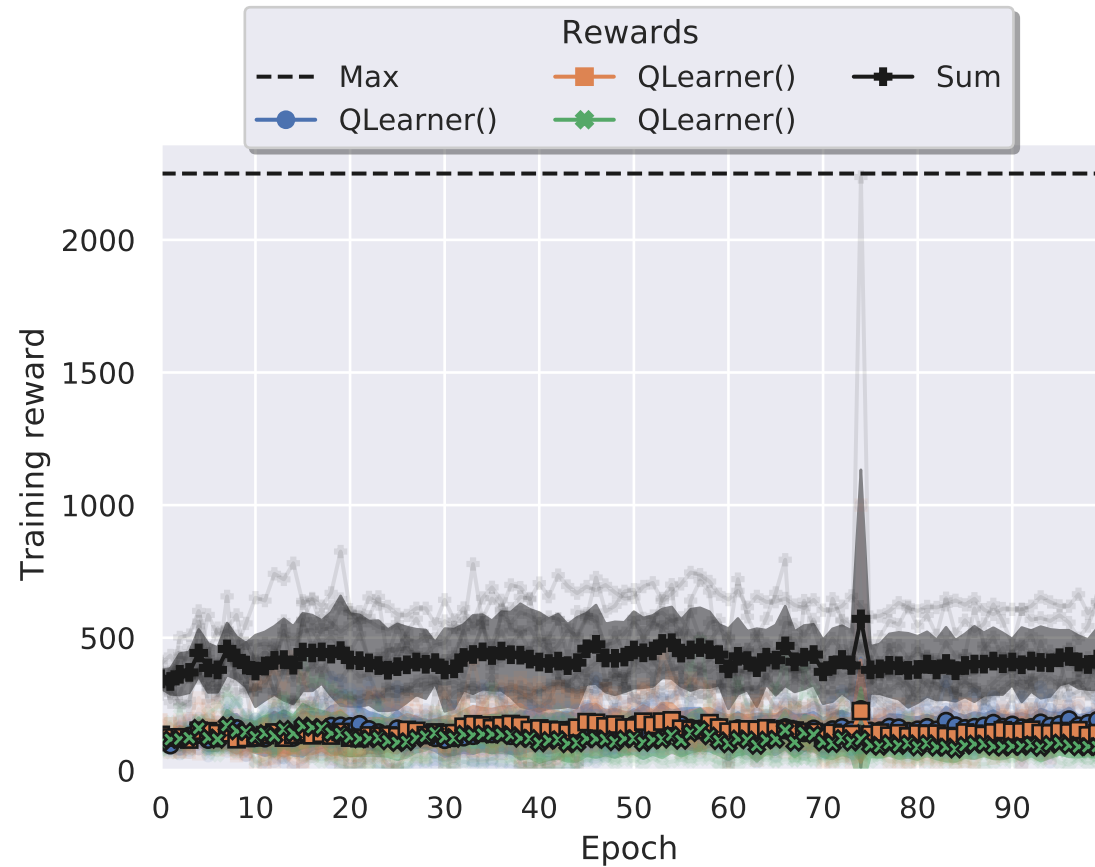 Rewards
Max QLearner() Sum
QLearner() QLearner()
2000
1500
1000
500
0
Training reward
0 10 20 30 40 50 60 70 80 90
Epoch